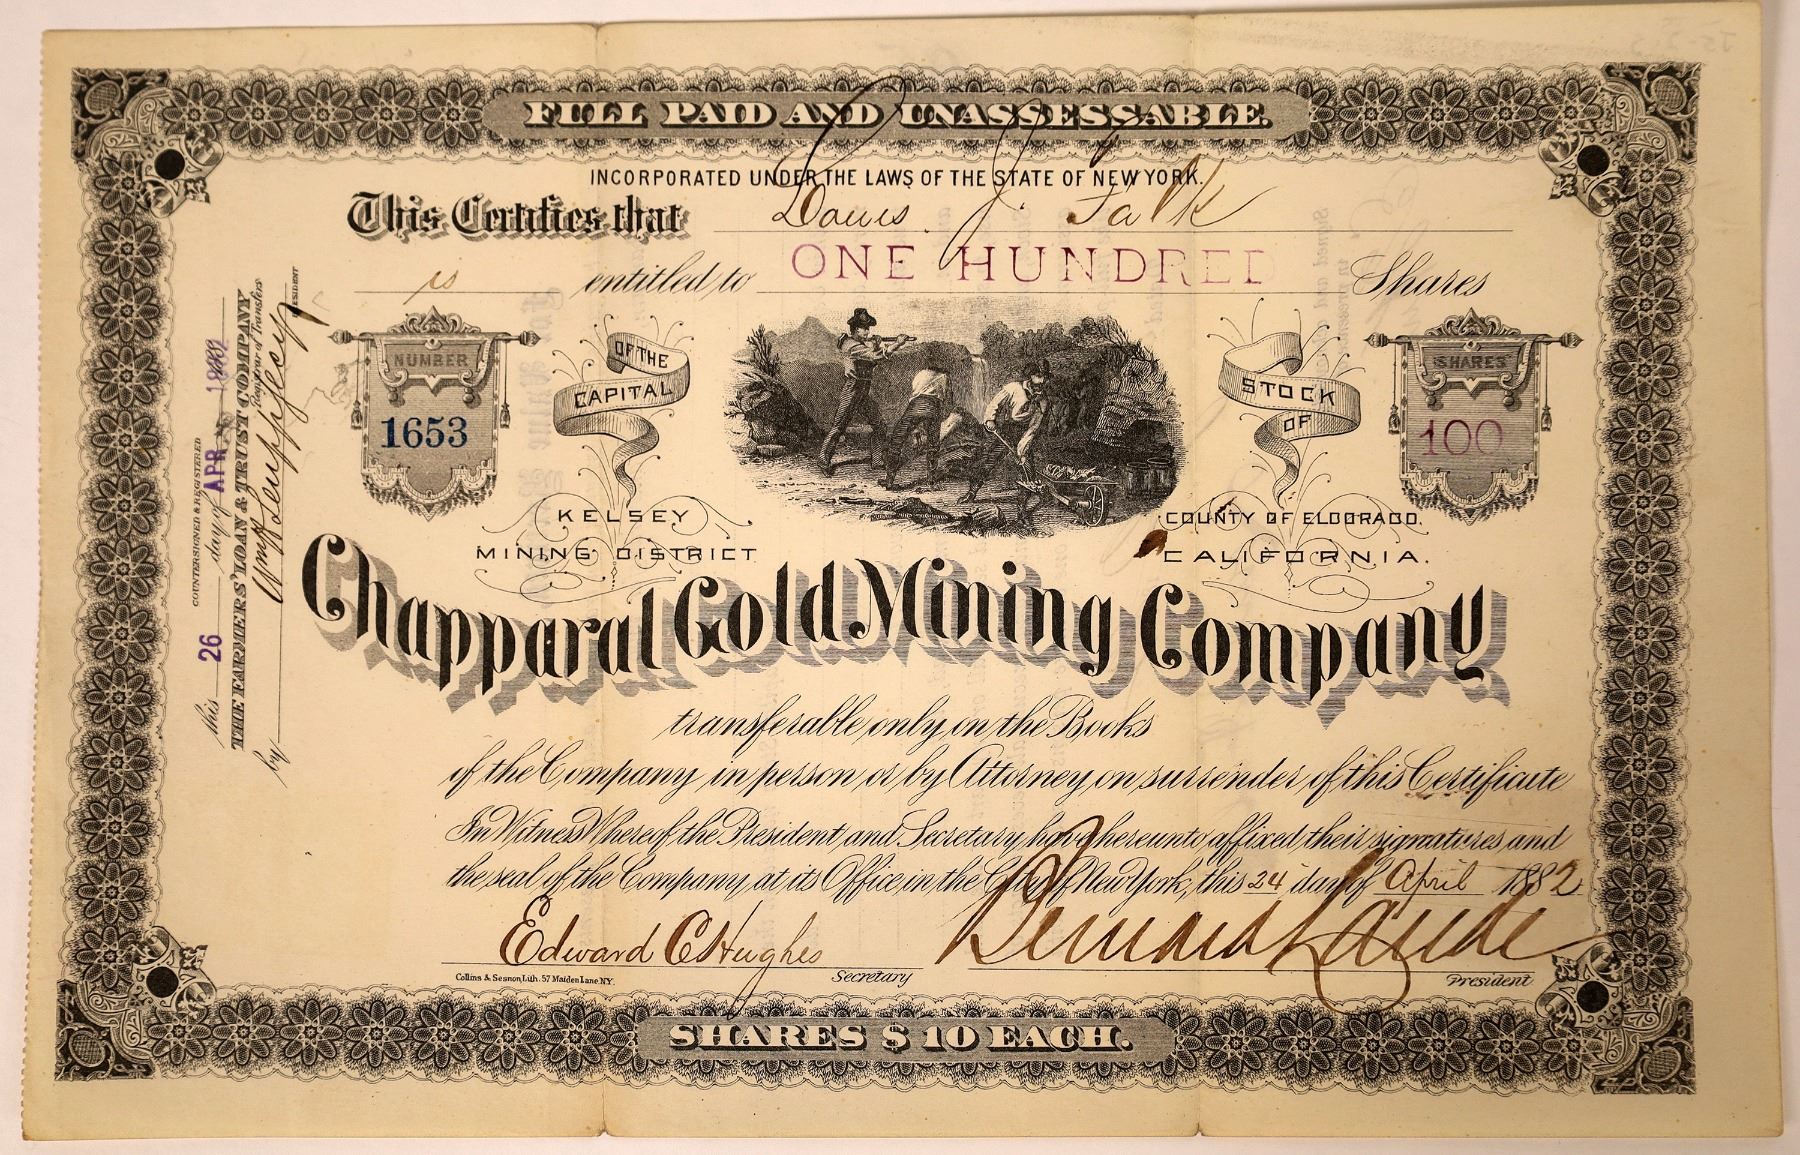 FULL PAID AND UNASSESSABLE.
INCORPORATED UNDER THE LAWS OF THE STATE OF NEW YORK.
This Certifies that Louis J. Falk
is entitled to ONE HUNDRED Shares
NUMBER
1653
OF THE
CAPITAL
STOCK
OF
SHARES
100
KELSEY
MINING DISTRICT
COUNTY OF ELDORADO.
CALIFORNIA.
Chapparal Gold Mining Company
transferable only on the Books
of the Company in person or by Attorney on surrender of this Certificate
In Witness Whereof the President and Secretary have hereunto affixed their signatures and
the seal of the Company, at its Office in the City of New York, this 24 day of April 1882
Edward C Hughes
Secretary
President
Collins & Sesnon, Lith. 57 Maiden Lane N.Y.
SHARES $10 EACH.
COUNTERSIGNED & REGISTERED
this 26 day of APR 1882
THE FARMERS' LOAN & TRUST COMPANY
Registrar of Transfers
by
PRESIDENT